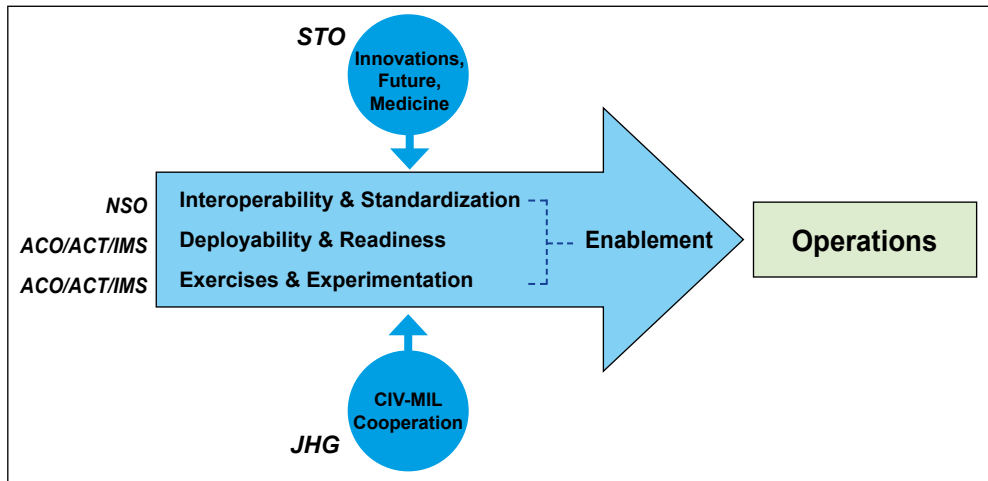 STO
Innovations,
Future,
Medicine
NSO
Interoperability & Standardization
ACO/ACT/IMS
Deployability & Readiness
Enablement
Operations
ACO/ACT/IMS
Exercises & Experimentation
CIV-MIL
Cooperation
JHG